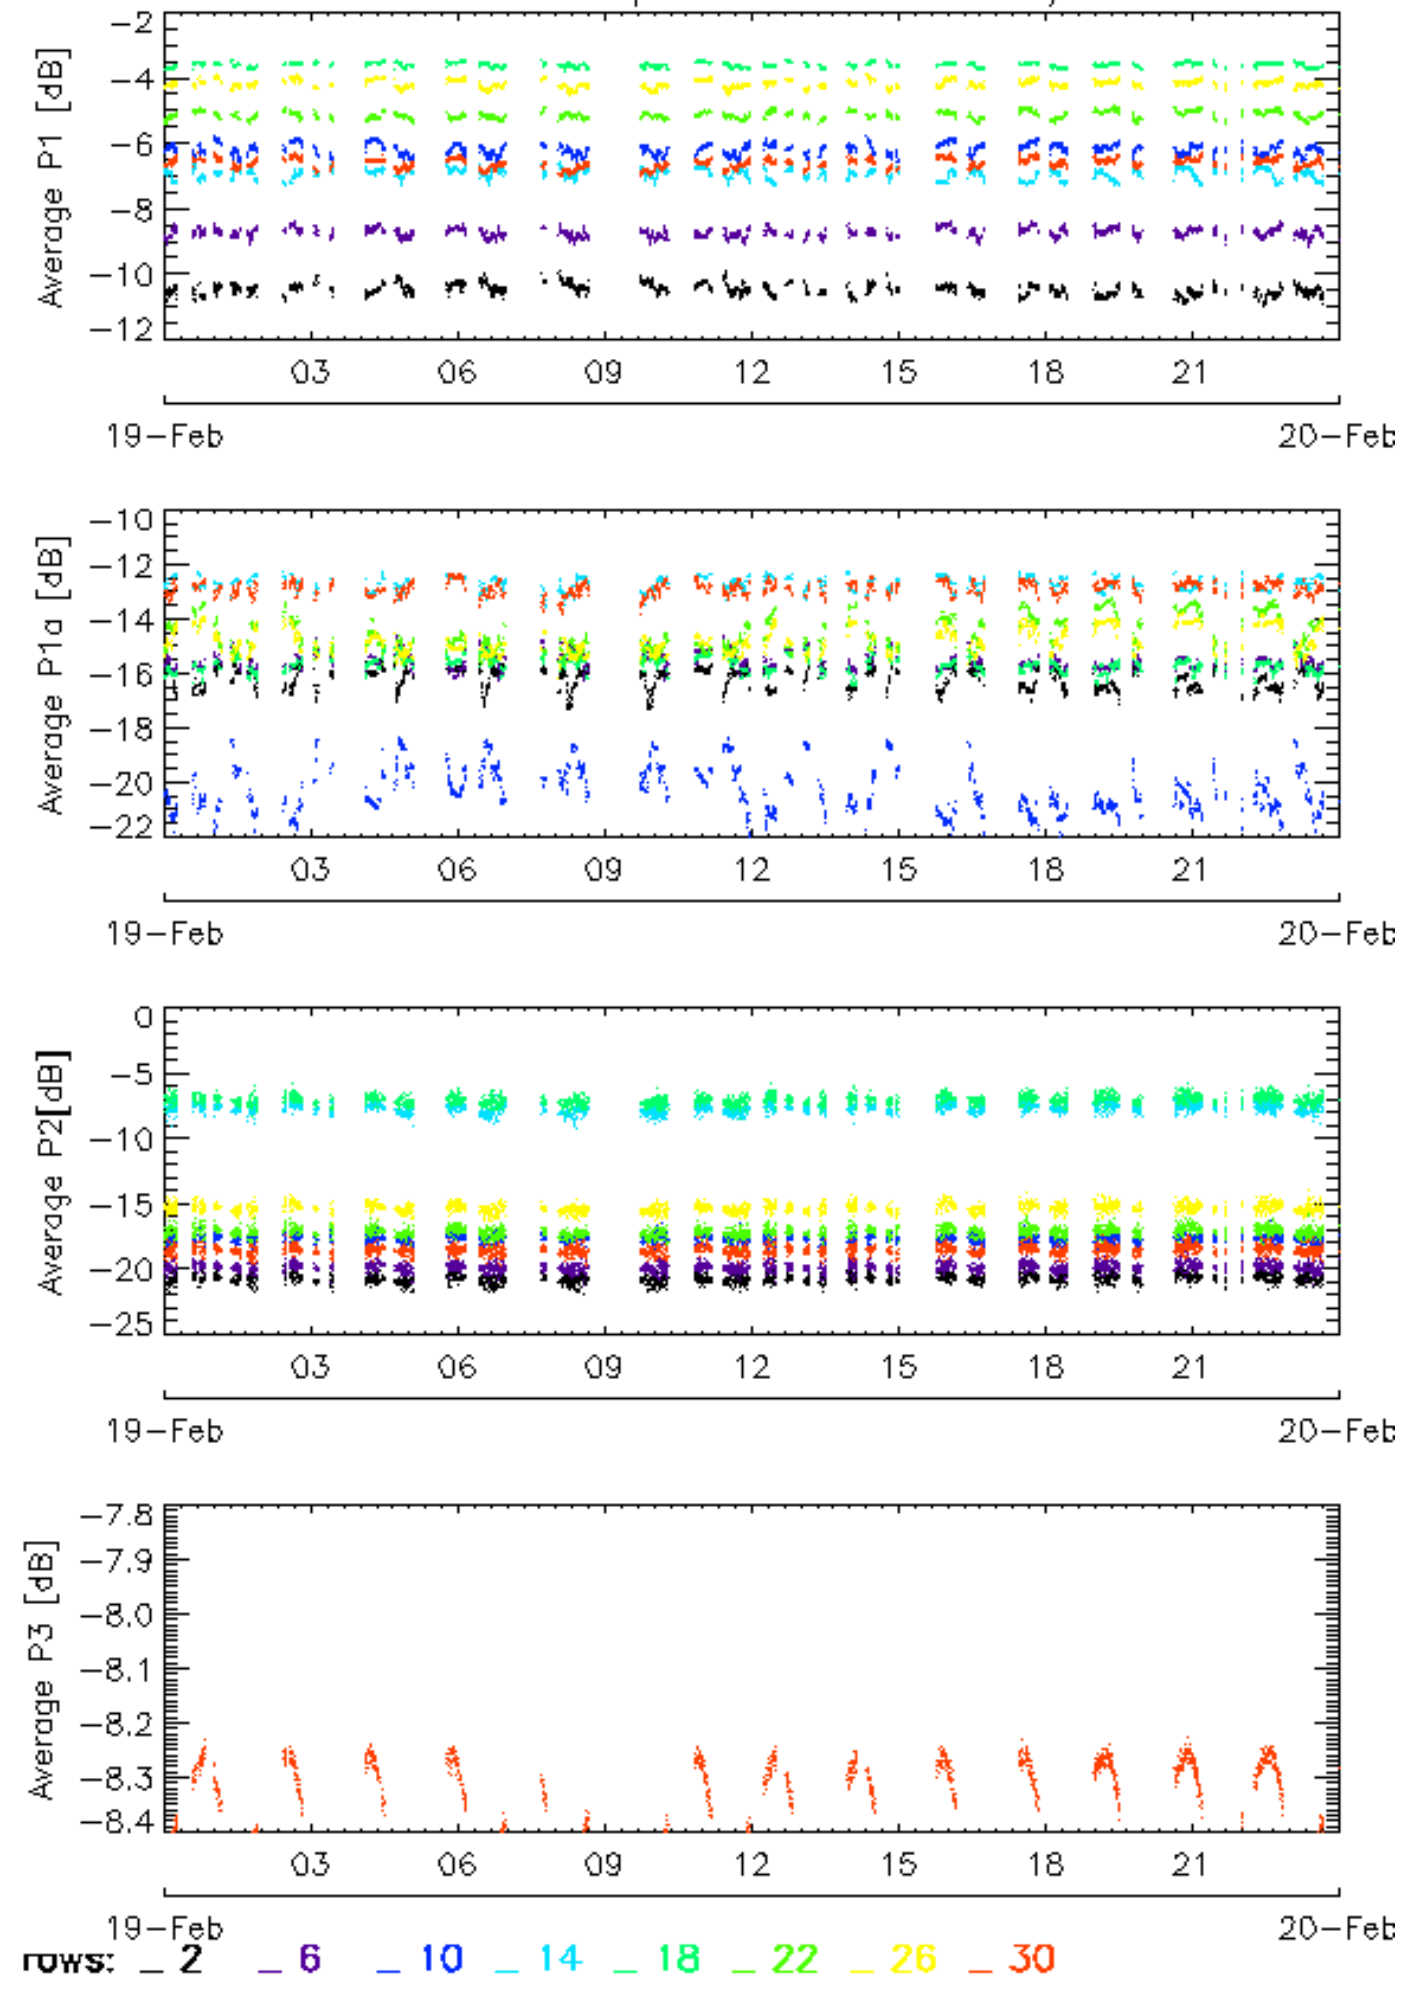 Average P1 [dB]
-2
-4
-6
-8
-10
-12
03 06 09 12 15 18 21
19-Feb 20-Feb
Average P1a [dB]
-10
-12
-14
-16
-18
-20
-22
03 06 09 12 15 18 21
19-Feb 20-Feb
Average P2[dB]
0
-5
-10
-15
-20
-25
03 06 09 12 15 18 21
19-Feb 20-Feb
Average P3 [dB]
-7.8
-7.9
-8.0
-8.1
-8.2
-8.3
-8.4
03 06 09 12 15 18 21
19-Feb 20-Feb
rows: _ 2 _ 6 _ 10 _ 14 _ 18 _ 22 _ 26 _ 30